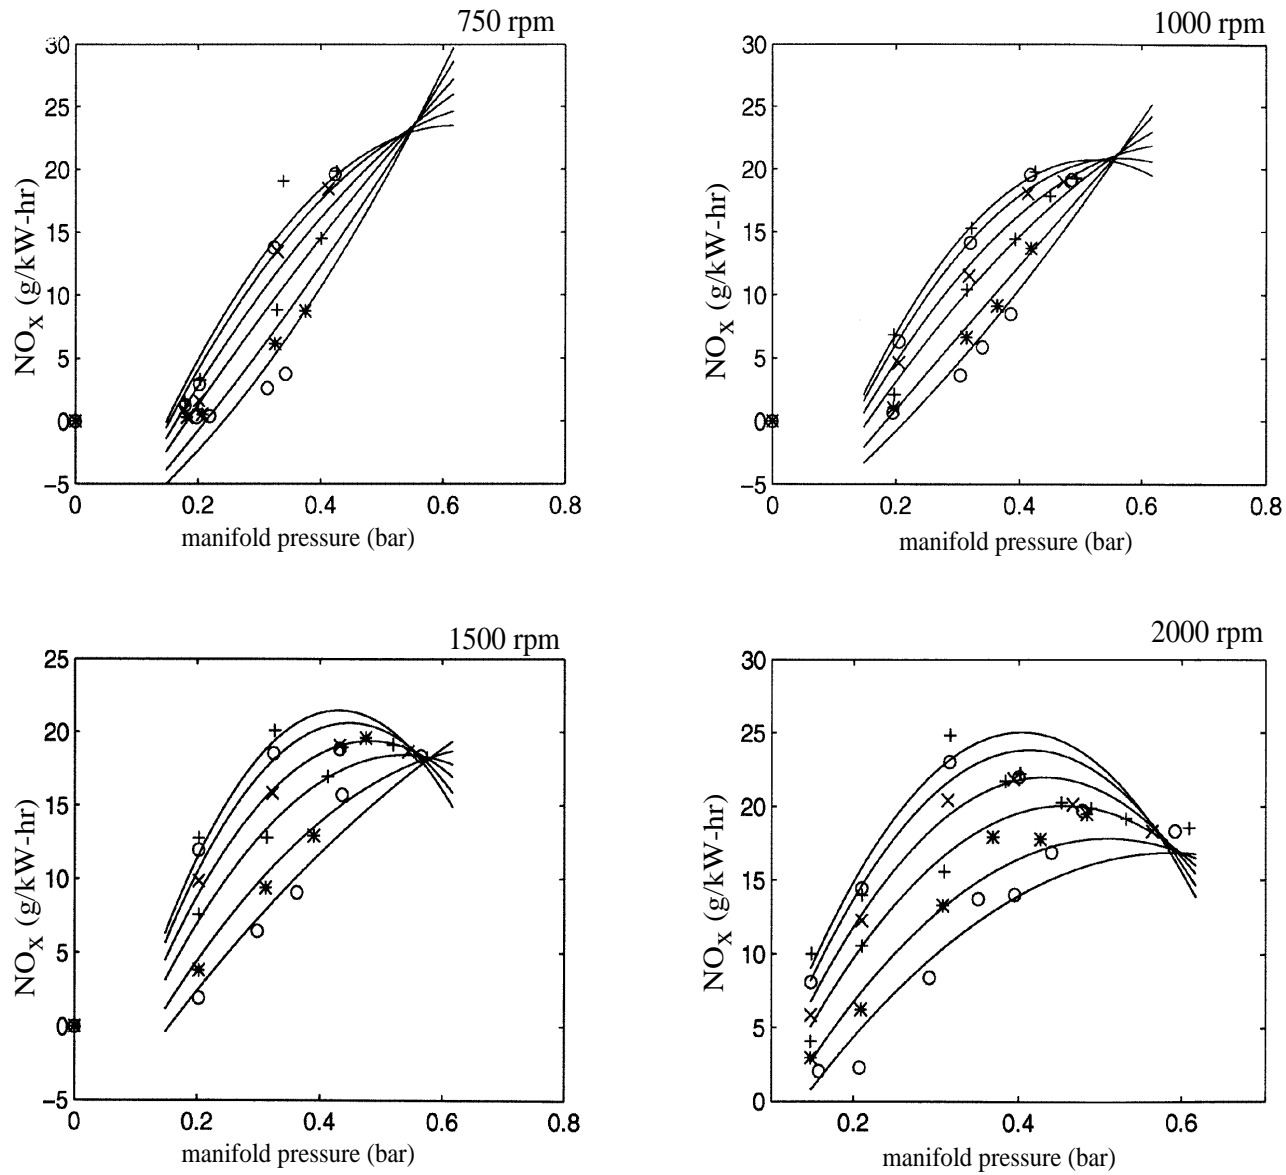 750 rpm
30
25
20
15
10
5
0
−5
NOX (g/kW-hr)
0 0.2 0.4 0.6 0.8
manifold pressure (bar)
1000 rpm
30
25
20
15
10
5
0
−5
NOX (g/kW-hr)
0 0.2 0.4 0.6 0.8
manifold pressure (bar)
1500 rpm
25
20
15
10
5
0
−5
NOX (g/kW-hr)
0 0.2 0.4 0.6 0.8
manifold pressure (bar)
2000 rpm
30
25
20
15
10
5
0
NOX (g/kW-hr)
0.2 0.4 0.6
manifold pressure (bar)